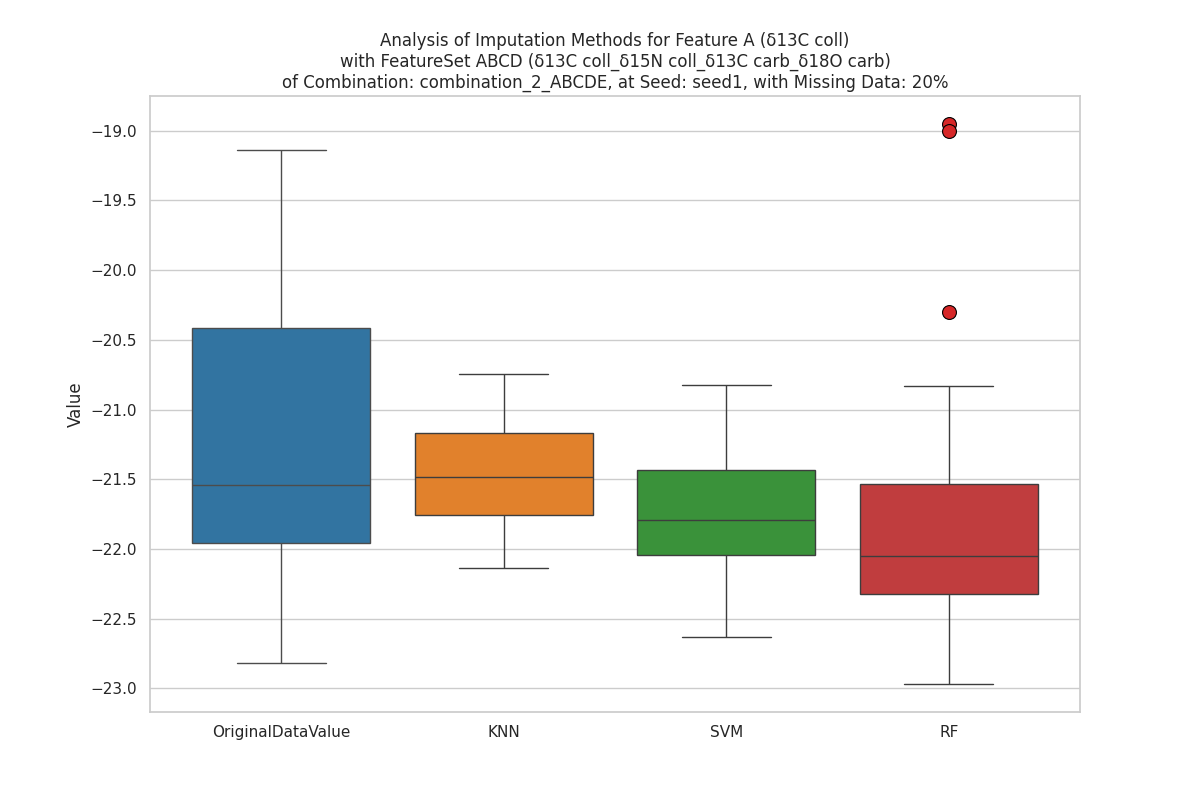 Analysis of Imputation Methods for Feature A (δ13C coll)
with FeatureSet ABCD (δ13C coll_δ15N coll_δ13C carb_δ18O carb)
of Combination: combination_2_ABCDE, at Seed: seed1, with Missing Data: 20%
−19.0
−19.5
−20.0
−20.5
−21.0
−21.5
−22.0
−22.5
−23.0
Value
OriginalDataValue
KNN
SVM
RF